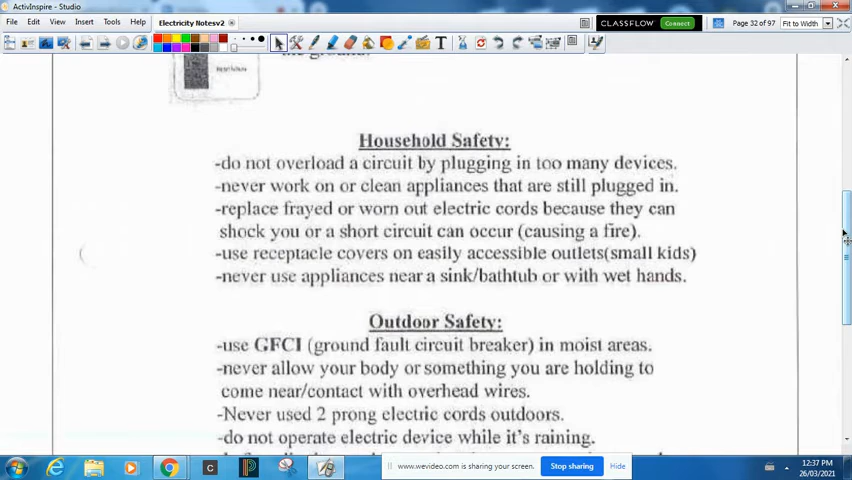 ActivInspire - Studio
File Edit View Insert Tools Help
Electricity Notesv2
CLASSFLOW Connect
Page 32 of 97
Fit to Width
the ground.
Household Safety:
-do not overload a circuit by plugging in too many devices.
-never work on or clean appliances that are still plugged in.
-replace frayed or worn out electric cords because they can
shock you or a short circuit can occur (causing a fire).
-use receptacle covers on easily accessible outlets(small kids)
-never use appliances near a sink/bathtub or with wet hands.
Outdoor Safety:
-use GFCI (ground fault circuit breaker) in moist areas.
-never allow your body or something you are holding to
come near/contact with overhead wires.
-Never used 2 prong electric cords outdoors.
-do not operate electric device while it's raining.
www.wevideo.com is sharing your screen.
Stop sharing
Hide
12:37 PM
26/03/2021